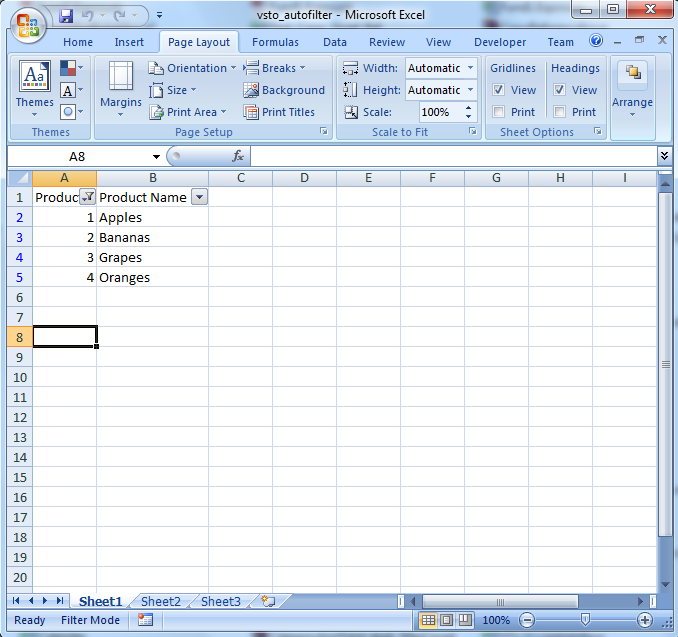 vsto_autofilter - Microsoft Excel
Home Insert Page Layout Formulas Data Review View Developer Team
Aa A Themes Themes
Margins Orientation Size Print Area Breaks Background Print Titles Page Setup
Width: Automatic Height: Automatic Scale: 100% Scale to Fit
Gridlines View Print Headings View Print Sheet Options
Arrange
A8 fx
A B C D E F G H I
1 Produc Product Name
2 1 Apples
3 2 Bananas
4 3 Grapes
5 4 Oranges
6
7
8
9
10
11
12
13
14
15
16
17
18
19
20
Sheet1 Sheet2 Sheet3
Ready Filter Mode 100%